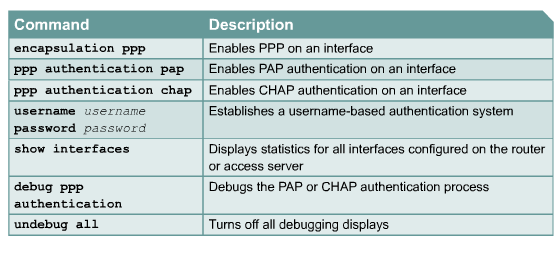 Command Description
encapsulation ppp Enables PPP on an interface
ppp authentication pap Enables PAP authentication on an interface
ppp authentication chap Enables CHAP authentication on an interface
username username Establishes a username-based authentication system
password password
show interfaces Displays statistics for all interfaces configured on the router
or access server
debug ppp Debugs the PAP or CHAP authentication process
authentication
undebug all Turns off all debugging displays